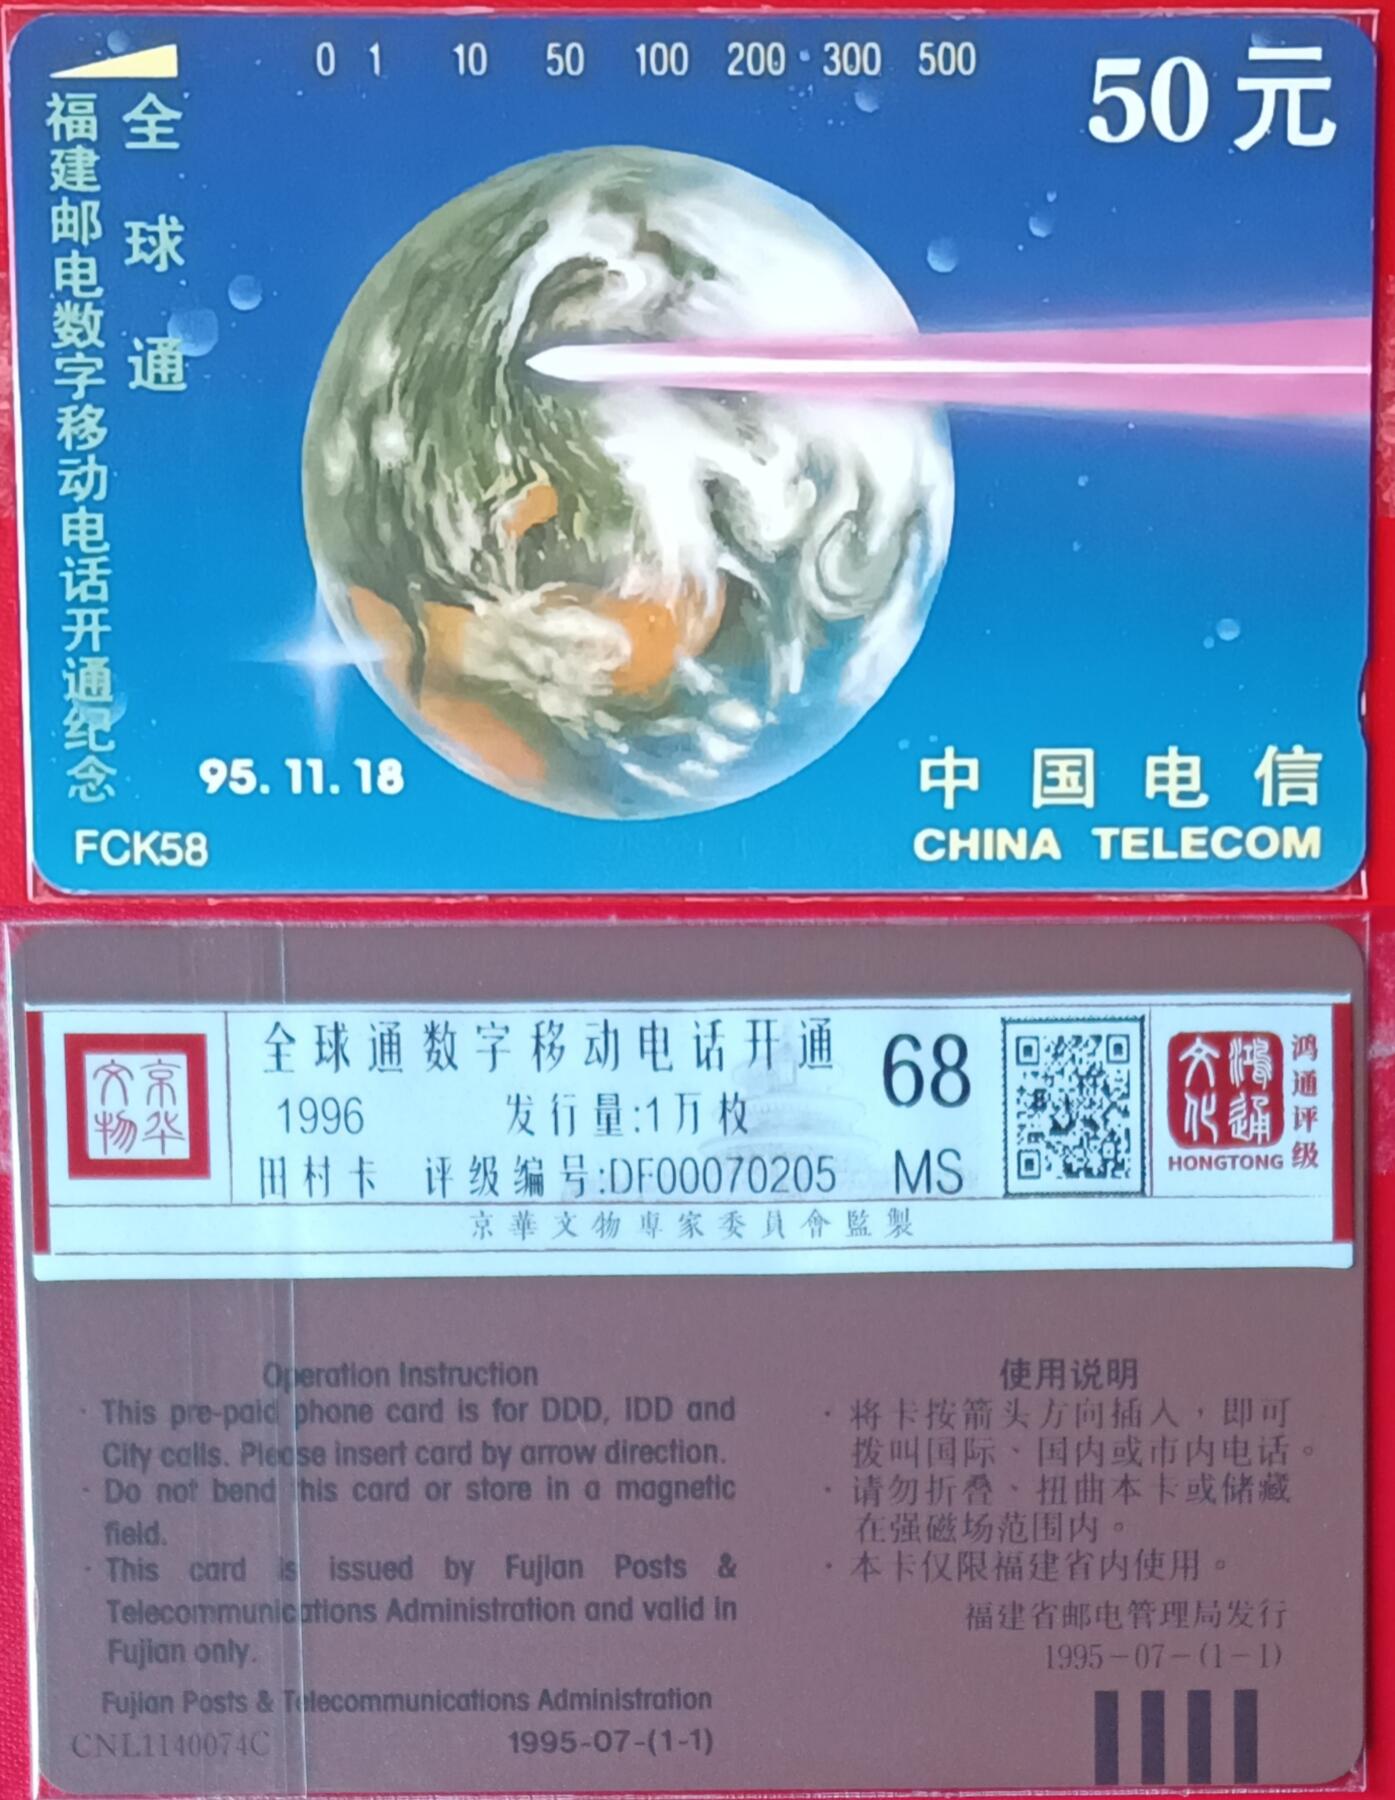 0 1 10 50 100 200 300 500
50元
全球通
福建邮电数字移动电话开通纪念
95.11.18
FCK58
中国电信
CHINA TELECOM
京华文物
全球通数字移动电话开通
1996 发行量:1万枚
田村卡 评级编号:DF00070205
68
MS
鸿通文化
HONGTONG
鸿通评级
京華文物専家委員會監製
Operation Instruction
· This pre-paid phone card is for DDD, IDD and
City calls. Please insert card by arrow direction.
· Do not bend this card or store in a magnetic
field.
· This card is issued by Fujian Posts &
Telecommunications Administration and valid in
Fujian only.
Fujian Posts & Telecommunications Administration
CNL1140074C
1995-07-(1-1)
使用说明
· 将卡按箭头方向插入，即可
拨叫国际、国内或市内电话。
· 请勿折叠、扭曲本卡或储藏
在强磁场范围内。
· 本卡仅限福建省内使用。
福建省邮电管理局发行
1995-07-(1-1)